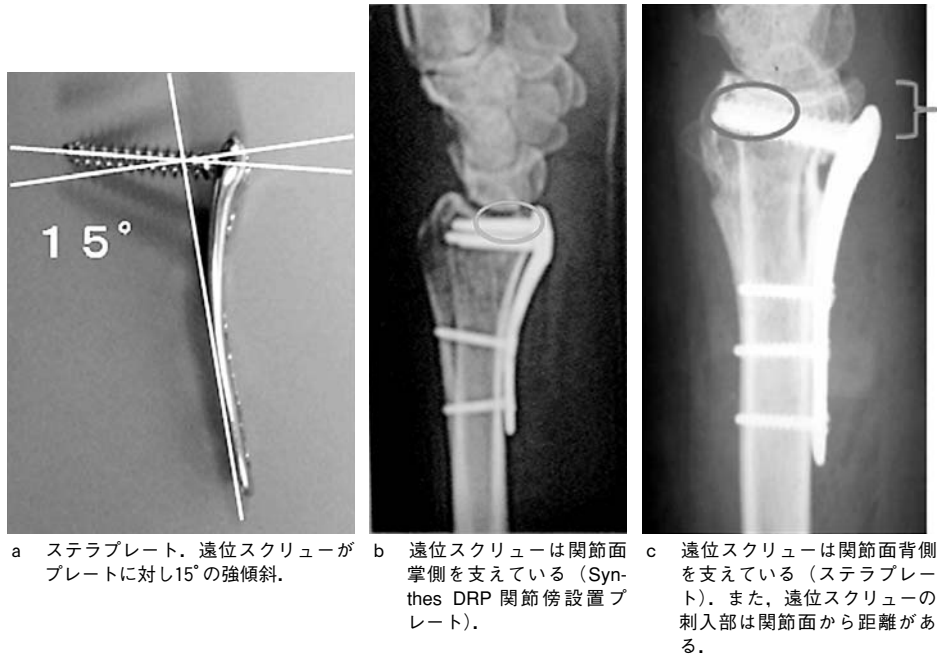 １５°
a ステラプレート．遠位スクリューが
プレートに対し15°の強傾斜．
b 遠位スクリューは関節面
掌側を支えている（Syn-
thes DRP 関節傍設置プ
レート）．
c 遠位スクリューは関節面背側
を支えている（ステラプレー
ト）．また，遠位スクリューの
刺入部は関節面から距離があ
る．